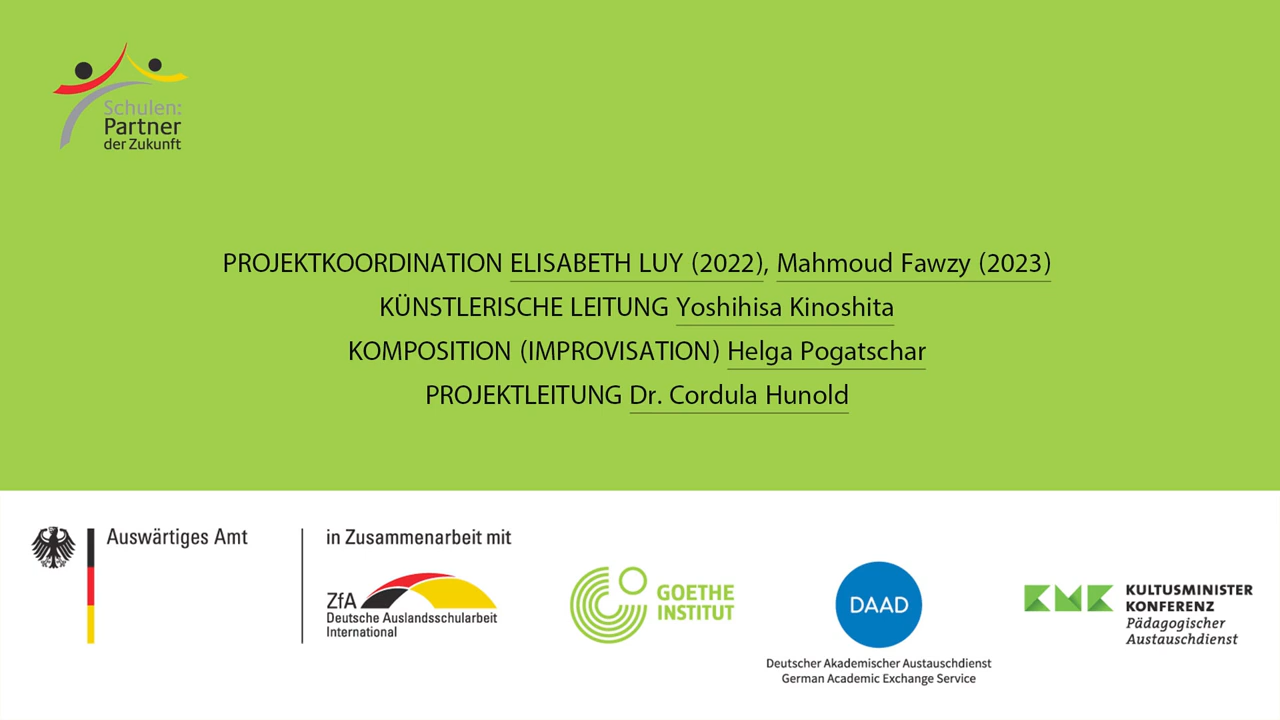 Schulen:
Partner
der Zukunft
PROJEKTKOORDINATION ELISABETH LUY (2022), Mahmoud Fawzy (2023)
KÜNSTLERISCHE LEITUNG Yoshihisa Kinoshita
KOMPOSITION (IMPROVISATION) Helga Pogatschar
PROJEKTLEITUNG Dr. Cordula Hunold
Auswärtiges Amt
in Zusammenarbeit mit
ZfA
Deutsche Auslandsschularbeit
International
GOETHE
INSTITUT
DAAD
Deutscher Akademischer Austauschdienst
German Academic Exchange Service
KMK
KULTUSMINISTER
KONFERENZ
Pädagogischer
Austauschdienst